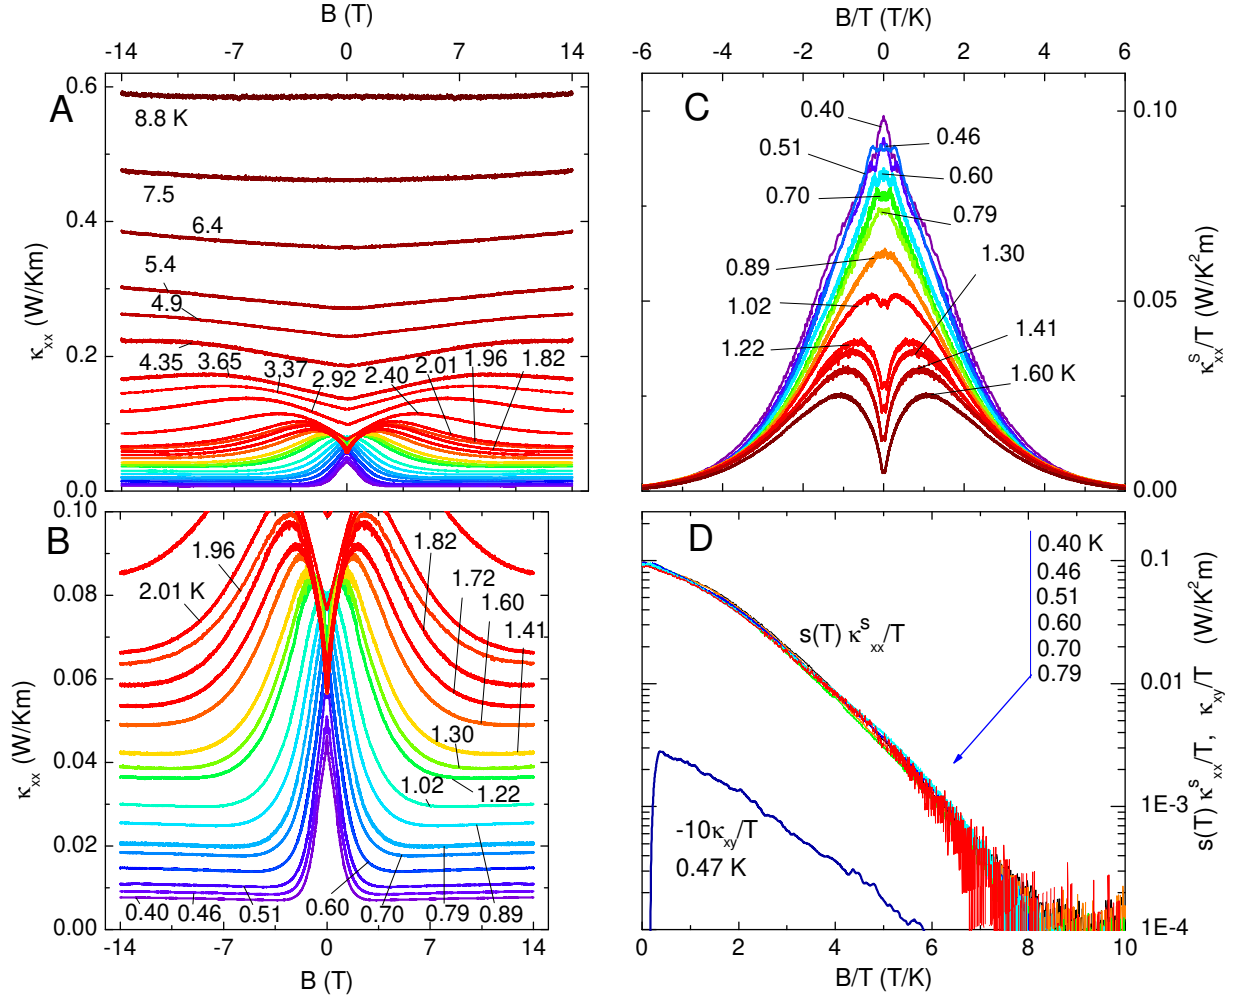 B (T)
-14 -7 0 7 14
A
0.6
0.4
0.2
0.0
κxx (W/Km)
8.8 K
7.5
6.4
5.4
4.9
4.35 3.65 3.37 2.92 2.40 2.01 1.96 1.82
B/T (T/K)
-6 -4 -2 0 2 4 6
C
0.10
0.05
0.00
κˢxx/T (W/K²m)
0.40
0.46
0.51
0.60
0.70
0.79
0.89
1.30
1.02
1.41
1.22
1.60 K
B
0.10
0.08
0.06
0.04
0.02
0.00
κxx (W/Km)
1.96
1.82
2.01 K
1.72
1.60
1.41
1.30
1.02
1.22
0.40 0.46 0.51 0.60 0.70 0.79 0.89
-14 -7 0 7 14
B (T)
D
0.1
0.01
1E-3
1E-4
s(T) κˢxx/T, κxy/T (W/K²m)
0.40 K
0.46
0.51
0.60
0.70
0.79
s(T) κˢxx/T
-10κxy/T
0.47 K
0 2 4 6 8 10
B/T (T/K)